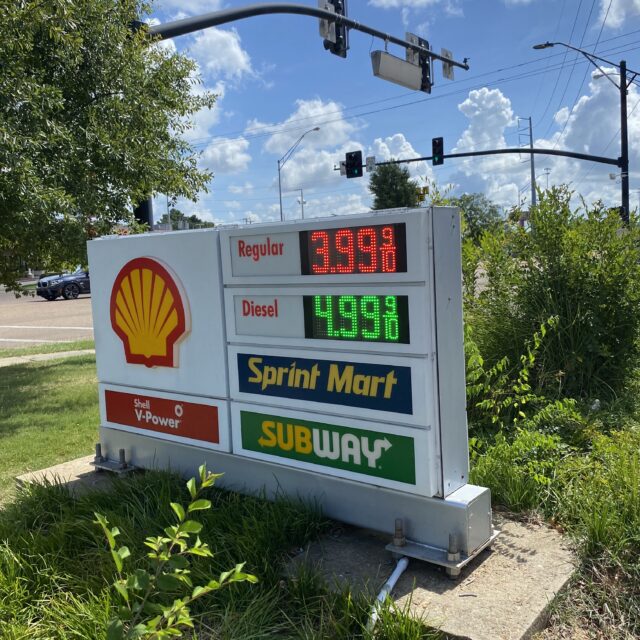 Regular 3.99 9/10
Diesel 4.99 9/10
Sprint Mart
Shell
V-Power
SUBWAY